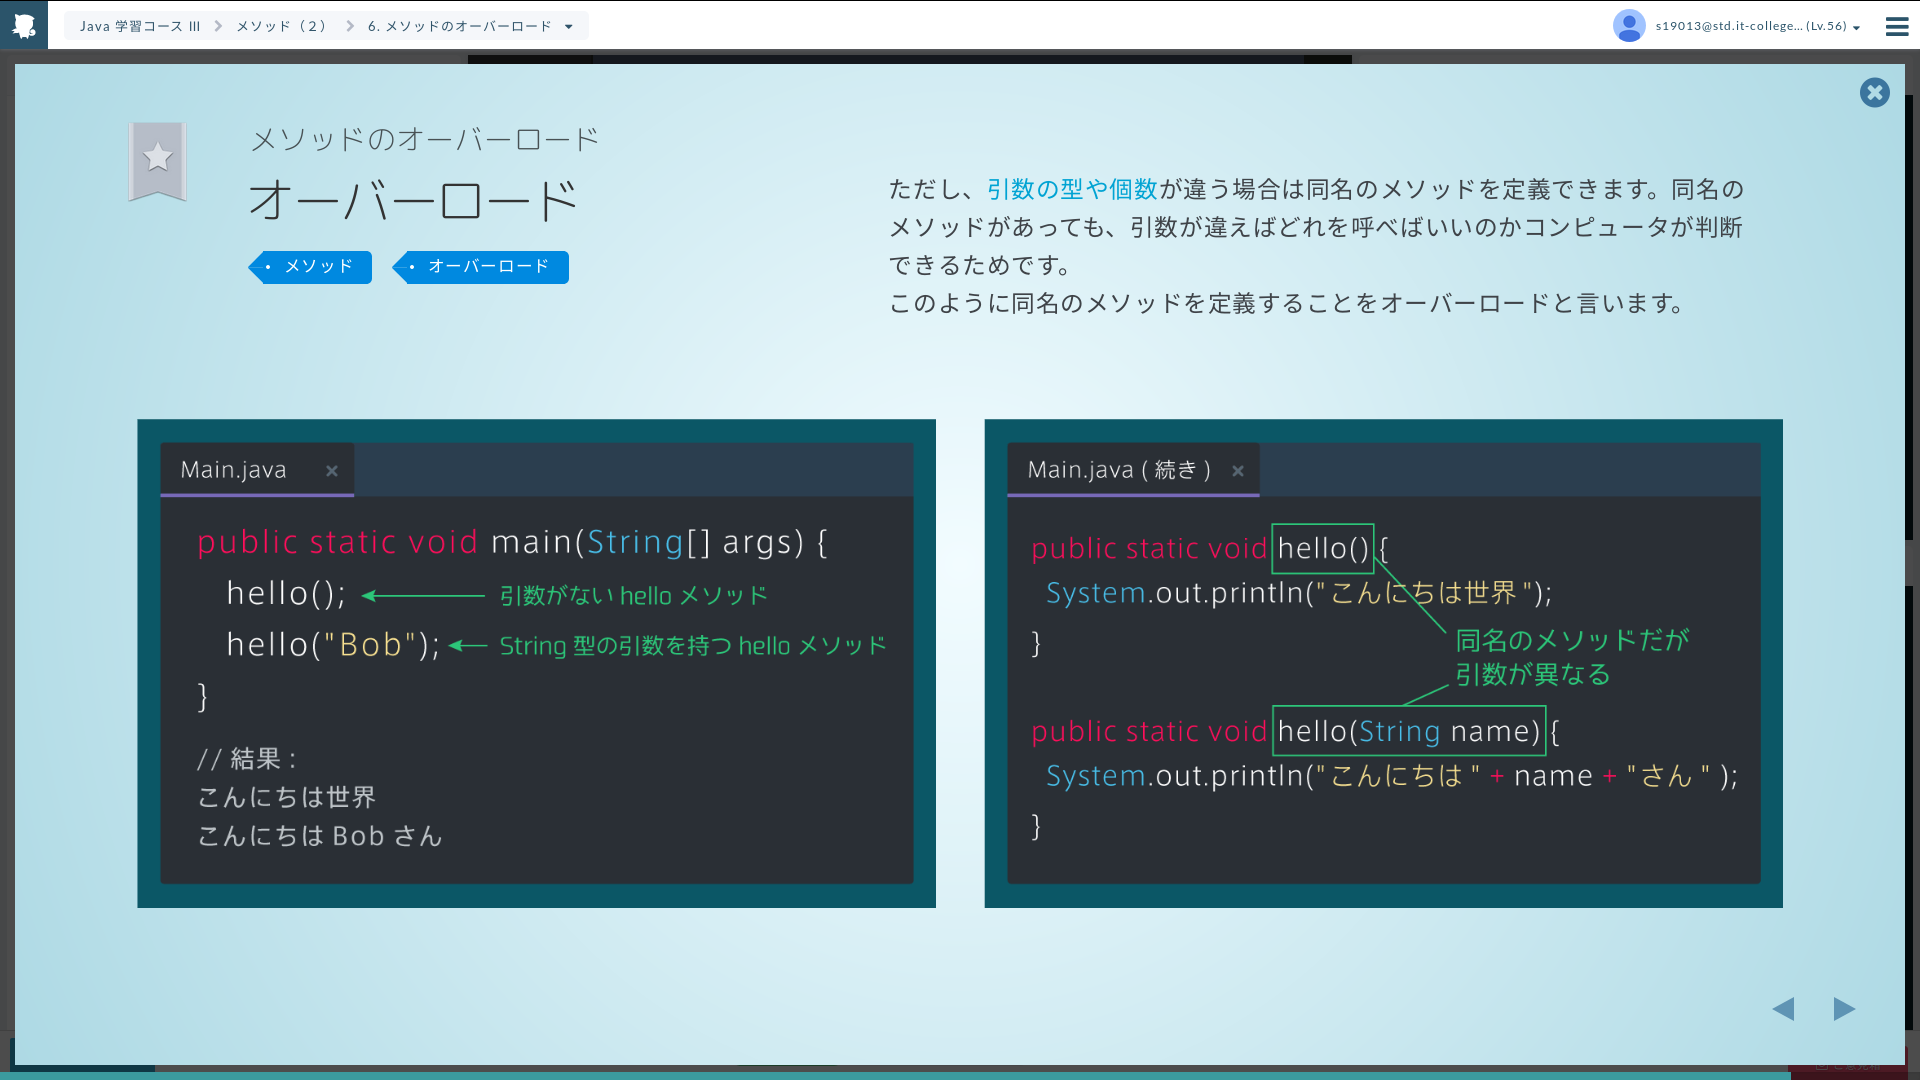 Java 学習コース III
メソッド（２）
6. メソッドのオーバーロード
s19013@std.it-college... (Lv.56)
メソッドのオーバーロード
オーバーロード
メソッド
オーバーロード
ただし、引数の型や個数が違う場合は同名のメソッドを定義できます。同名の
メソッドがあっても、引数が違えばどれを呼べばいいのかコンピュータが判断
できるためです。
このように同名のメソッドを定義することをオーバーロードと言います。
Main.java
public static void main(String[] args) {
hello(); 引数がない hello メソッド
hello("Bob"); String 型の引数を持つ hello メソッド
}
// 結果 :
こんにちは世界
こんにちは Bob さん
Main.java ( 続き )
public static void hello() {
System.out.println("こんにちは世界");
}
同名のメソッドだが
引数が異なる
public static void hello(String name) {
System.out.println("こんにちは" + name + "さん" );
}